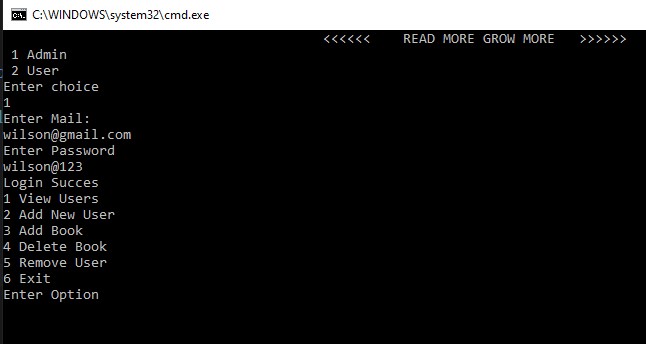 C:\WINDOWS\system32\cmd.exe
<<<<<< READ MORE GROW MORE >>>>>>
1 Admin
2 User
Enter choice
1
Enter Mail:
wilson@gmail.com
Enter Password
wilson@123
Login Succes
1 View Users
2 Add New User
3 Add Book
4 Delete Book
5 Remove User
6 Exit
Enter Option